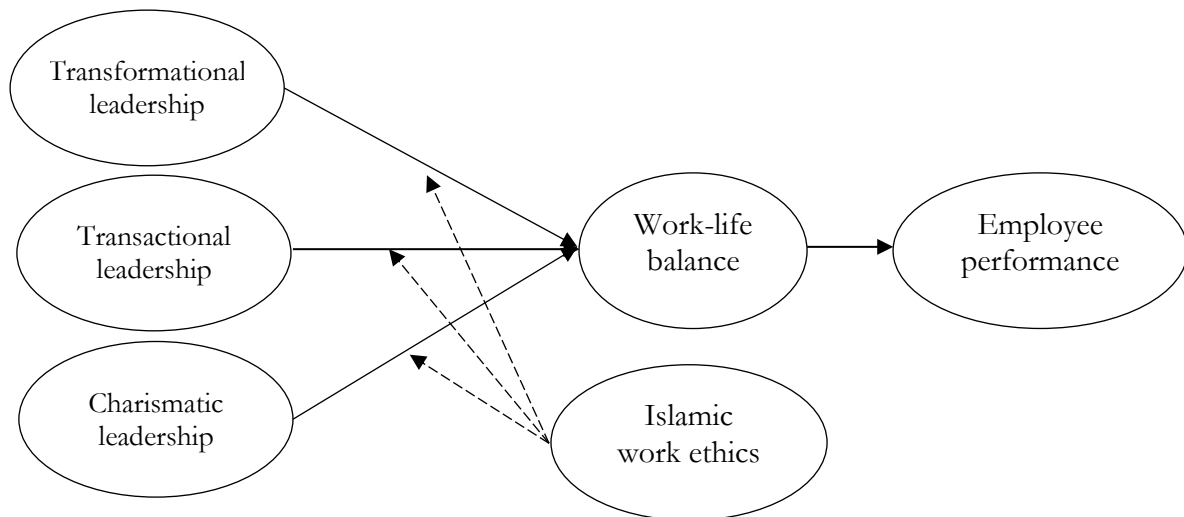 Transformational
leadership
Transactional
leadership
Charismatic
leadership
Work-life
balance
Employee
performance
Islamic
work ethics